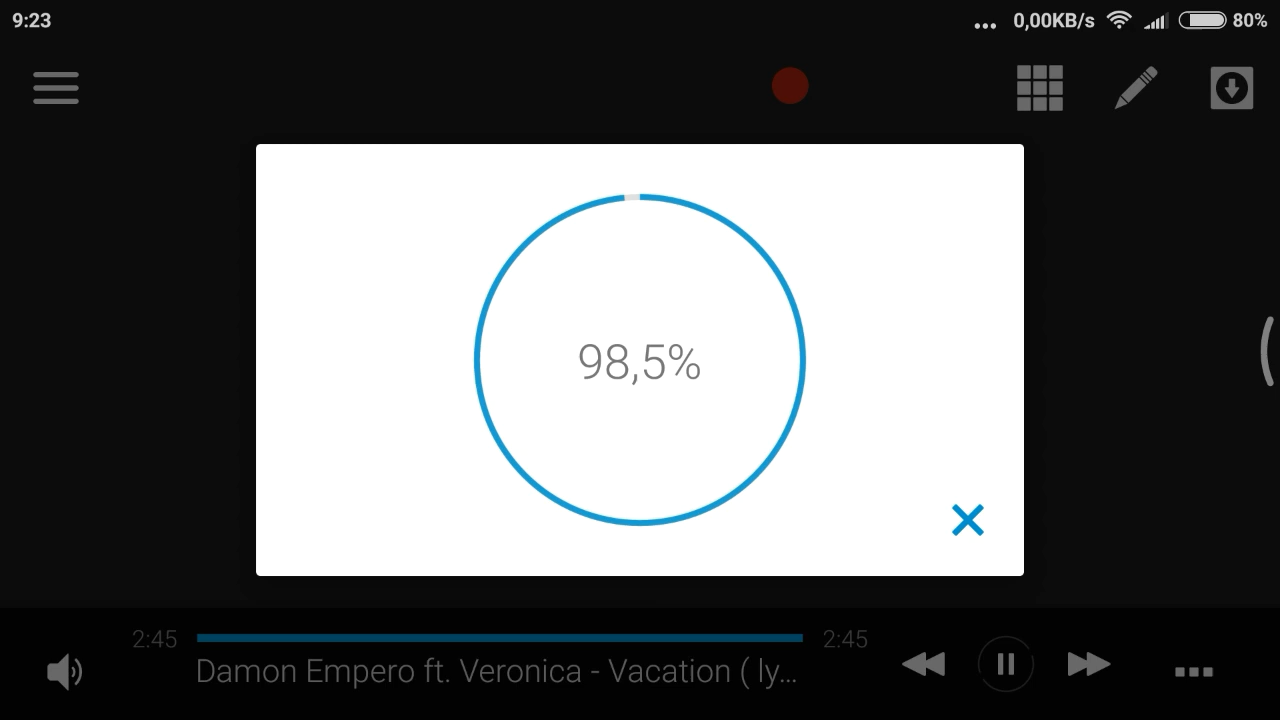 9:23 ... 0,00KB/s 80%
98,5%
2:45 2:45
Damon Empero ft. Veronica - Vacation ( ly...